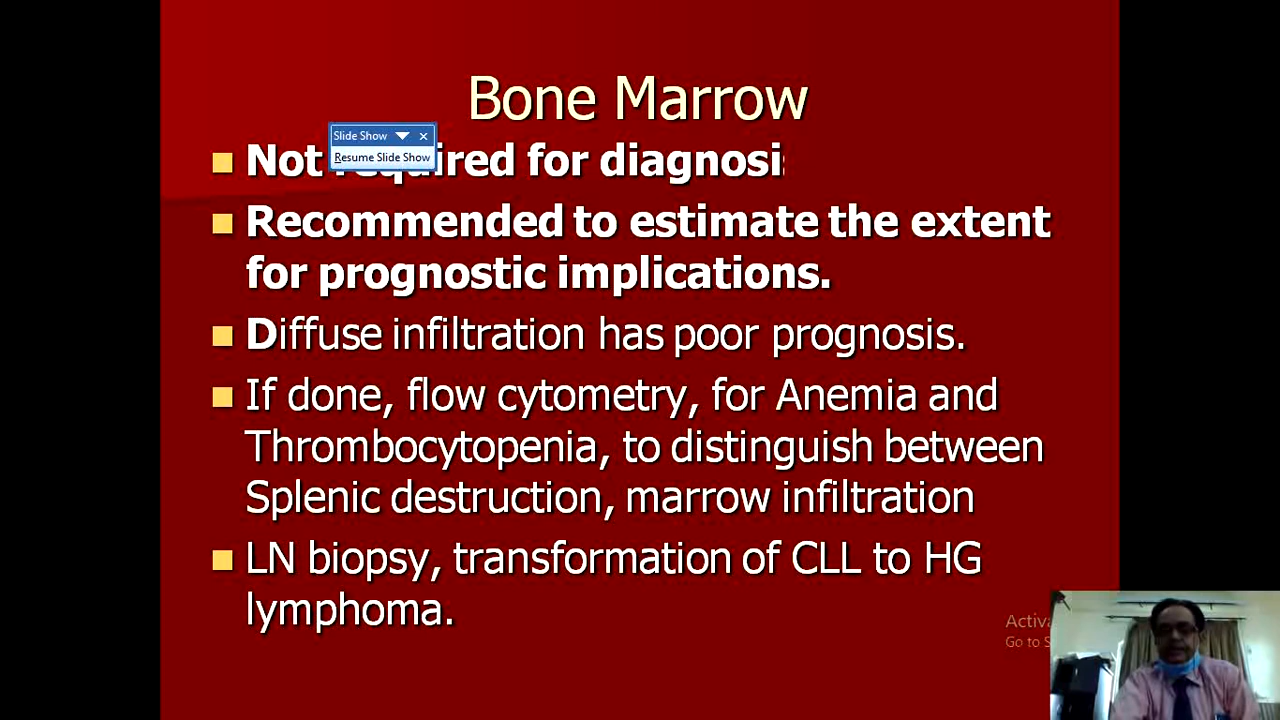 Bone Marrow
Slide Show
Resume Slide Show
Not required for diagnosi
Recommended to estimate the extent
for prognostic implications.
Diffuse infiltration has poor prognosis.
If done, flow cytometry, for Anemia and
Thrombocytopenia, to distinguish between
Splenic destruction, marrow infiltration
LN biopsy, transformation of CLL to HG
lymphoma.
Activa
Go to S